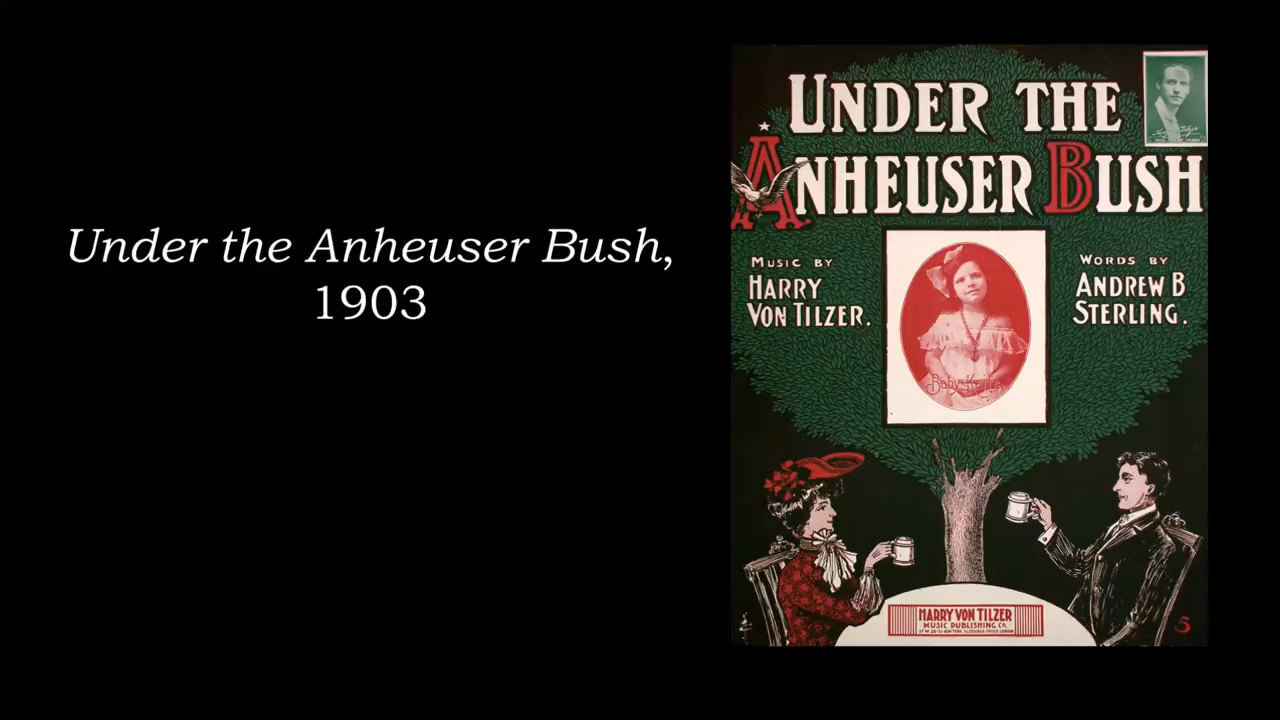 Under the Anheuser Bush,
1903
UNDER THE
ANHEUSER BUSH
MUSIC BY
HARRY
VON TILZER.
WORDS BY
ANDREW B
STERLING.
Baby
HARRY VON TILZER
MUSIC PUBLISHING CO.
5